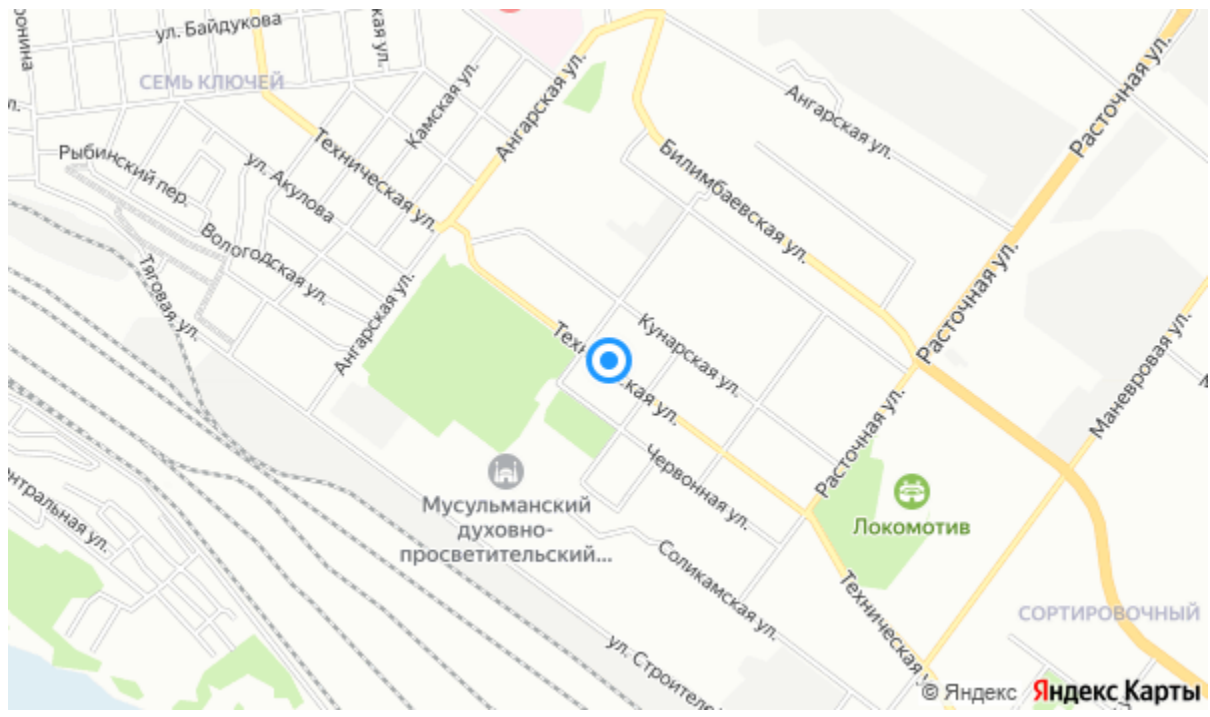 ул. Байдукова
СЕМЬ КЛЮЧЕЙ
Камская ул.
Ангарская ул.
Ангарская ул.
Расточная ул.
Рыбинский пер.
ул. Акулова
Техническая ул.
Билимбаевская ул.
Вологодская ул.
Тяговая ул.
Ангарская ул.
Кунарская ул.
Расточная ул.
Маневровая ул.
Расточная ул.
Червонная ул.
Мусульманский
духовно-
просветительский...
Локомотив
Соликамская ул.
Техническая
СОРТИРОВОЧНЫЙ
ул.
© Яндекс
Яндекс Карты